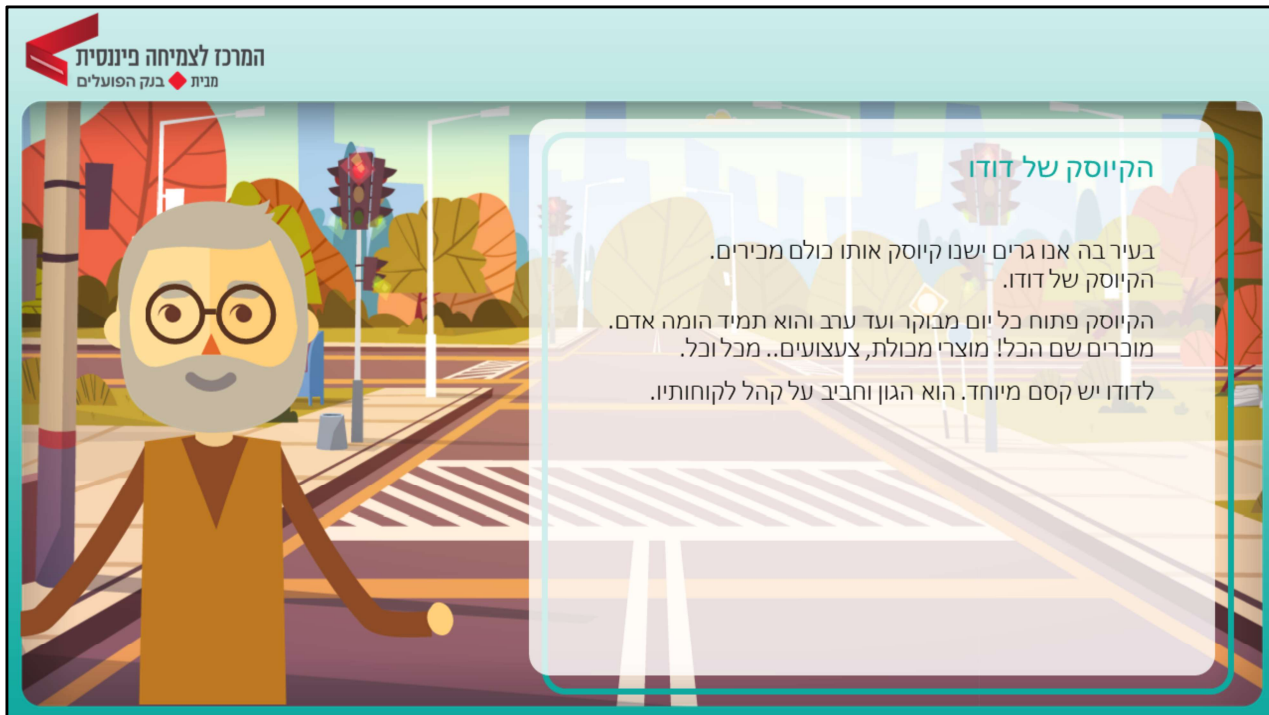 המרכז לצמיחה פיננסית
מבית בנק הפועלים
הקיוסק של דודו
בעיר בה אנו גרים ישנו קיוסק אותו כולם מכירים.
הקיוסק של דודו.
הקיוסק פתוח כל יום מבוקר ועד ערב והוא תמיד הומה אדם.
מוכרים שם הכל! מוצרי מכולת, צעצועים.. מכל וכל.
לדודו יש קסם מיוחד. הוא הגון וחביב על קהל לקוחותיו.